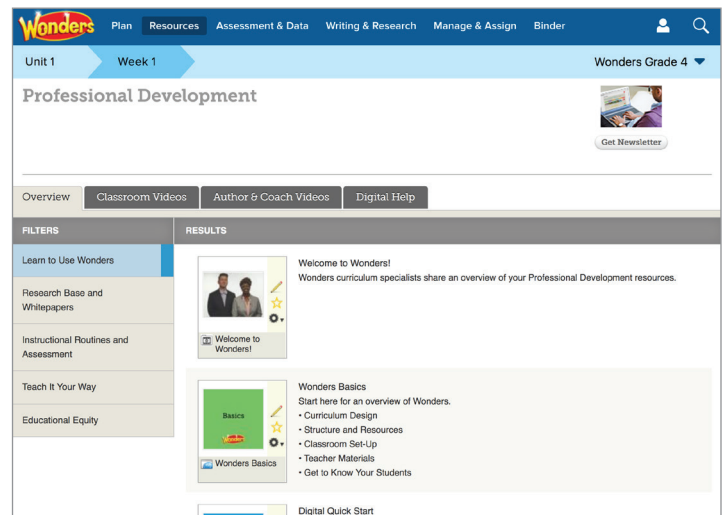 Wonders
Plan Resources Assessment & Data Writing & Research Manage & Assign Binder
Unit 1 Week 1 Wonders Grade 4
Professional Development
Get Newsletter
Overview Classroom Videos Author & Coach Videos Digital Help
FILTERS
RESULTS
Learn to Use Wonders
Research Base and
Whitepapers
Instructional Routines and
Assessment
Teach It Your Way
Educational Equity
Welcome to
Wonders!
Welcome to Wonders!
Wonders curriculum specialists share an overview of your Professional Development resources.
Basics
Wonders
Wonders Basics
Wonders Basics
Start here for an overview of Wonders.
• Curriculum Design
• Structure and Resources
• Classroom Set-Up
• Teacher Materials
• Get to Know Your Students
Digital Quick Start